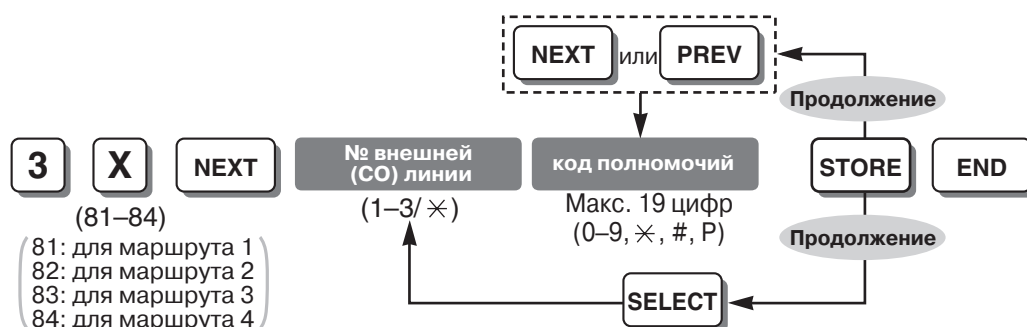 NEXT или PREV
Продолжение
3 X NEXT № внешней (СО) линии код полномочий STORE END
(1–3/✳) Макс. 19 цифр
(81–84) (0–9, ✳, #, P) Продолжение
81: для маршрута 1
82: для маршрута 2
83: для маршрута 3
84: для маршрута 4
SELECT